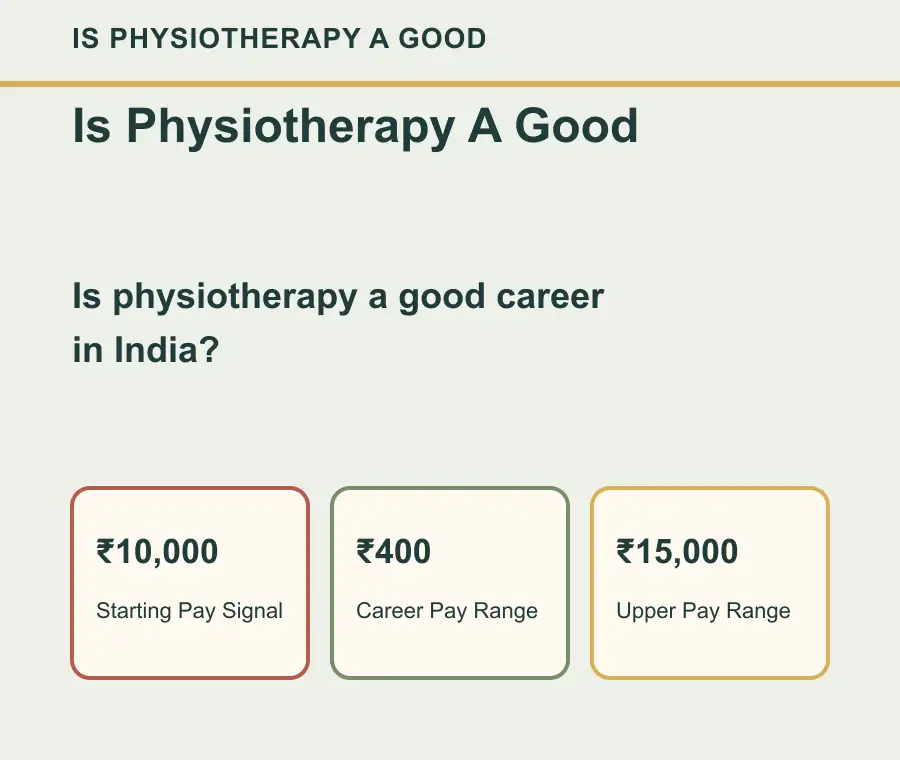 IS PHYSIOTHERAPY A GOOD
Is Physiotherapy A Good
Is physiotherapy a good career
in India?
₹10,000
Starting Pay Signal
₹400
Career Pay Range
₹15,000
Upper Pay Range